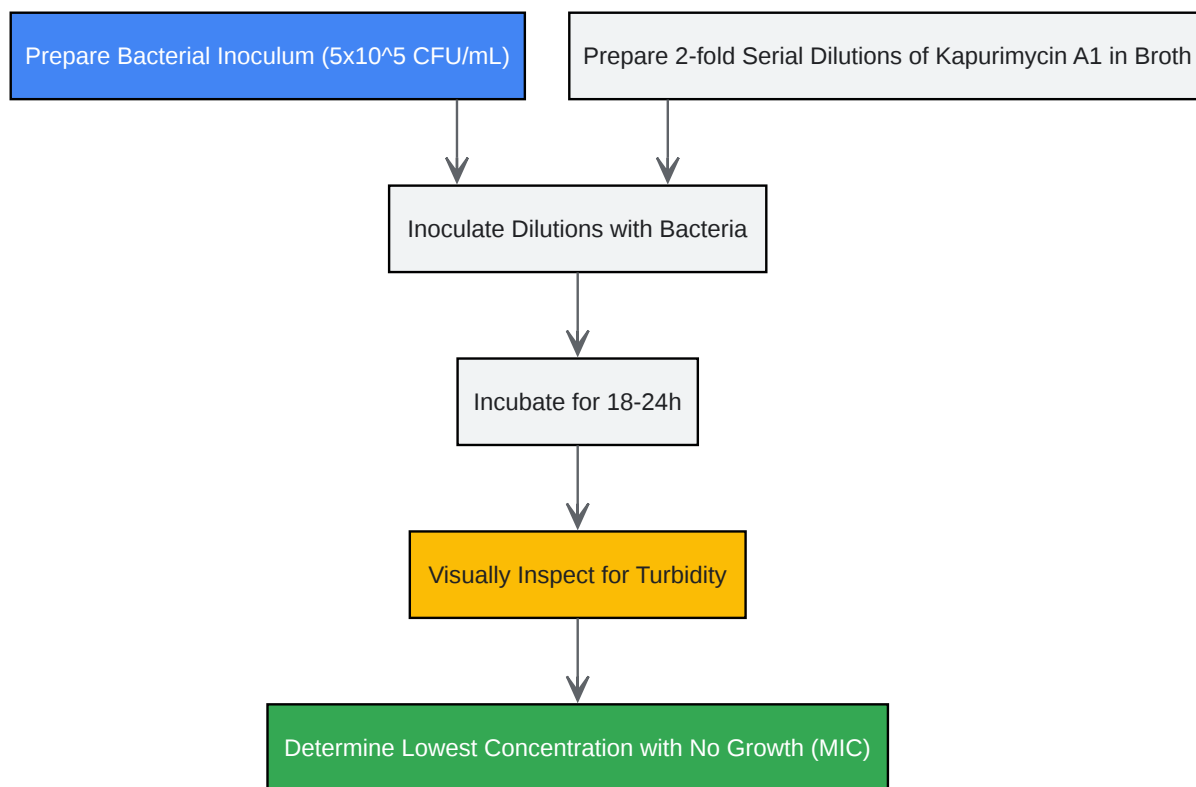 Prepare Bacterial Inoculum (5x10^5 CFU/mL)
Prepare 2-fold Serial Dilutions of Kapurimycin A1 in Broth
Inoculate Dilutions with Bacteria
Incubate for 18-24h
Visually Inspect for Turbidity
Determine Lowest Concentration with No Growth (MIC)